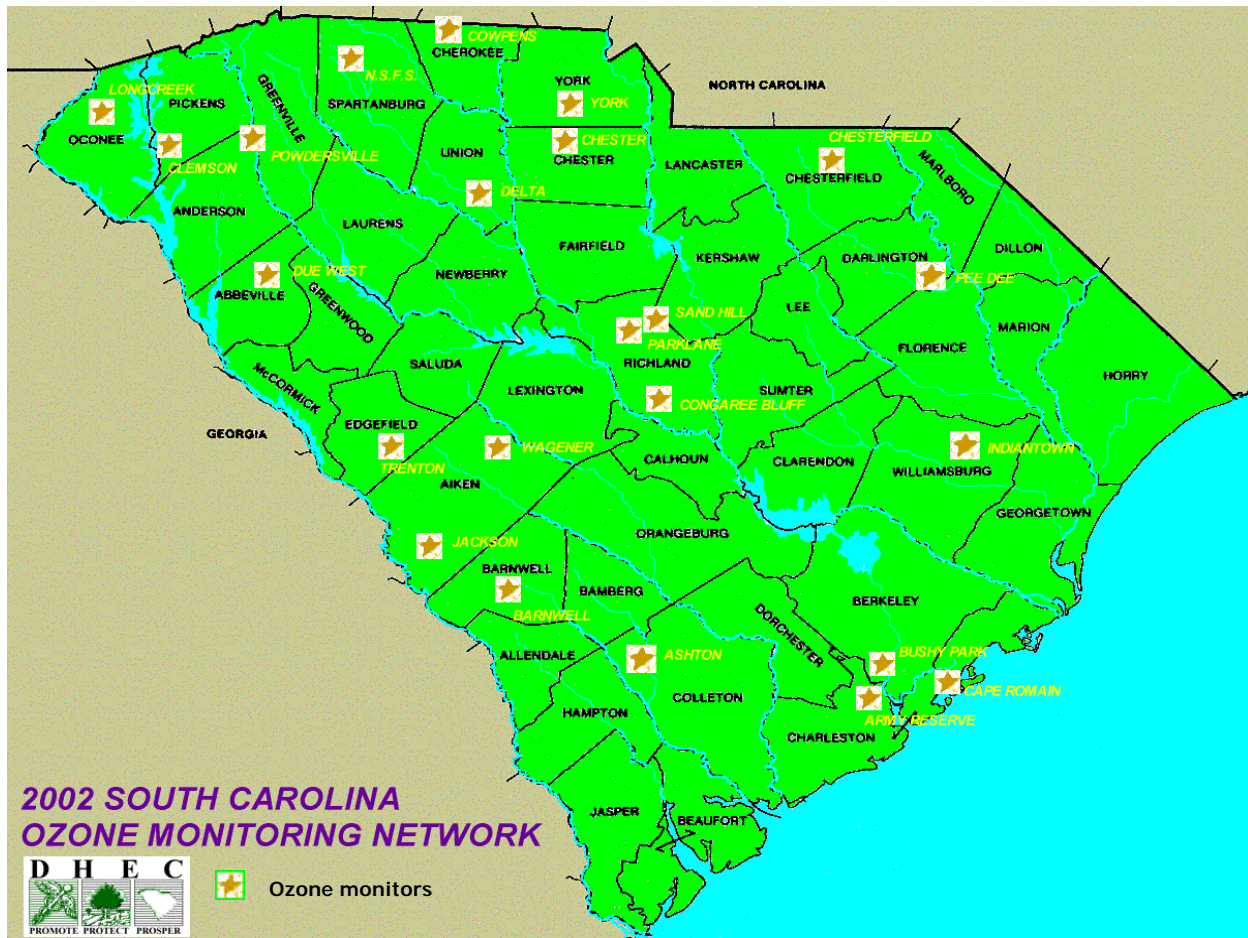 COWPENS
CHEROKEE
N.S.F.S.
YORK
NORTH CAROLINA
LONGCREEK
PICKENS
GREENVILLE
SPARTANBURG
YORK
OCONEE
CLEMSON
POWDERSVILLE
UNION
CHESTER
CHESTER
LANCASTER
CHESTERFIELD
CHESTERFIELD
MARLBORO
DELTA
ANDERSON
LAURENS
FAIRFIELD
KERSHAW
DARLINGTON
DILLON
DUE WEST
NEWBERRY
PEE DEE
ABBEVILLE
GREENWOOD
LEE
SAND HILL
PARKLANE
MARION
FLORENCE
SALUDA
RICHLAND
HORRY
McCORMICK
LEXINGTON
SUMTER
CONGAREE BLUFF
GEORGIA
EDGEFIELD
TRENTON
WAGENER
CALHOUN
CLARENDON
INDIANTOWN
WILLIAMSBURG
AIKEN
GEORGETOWN
JACKSON
ORANGEBURG
BARNWELL
BAMBERG
BERKELEY
BARNWELL
DORCHESTER
ALLENDALE
ASHTON
BUSHY PARK
COLLETON
CAPE ROMAIN
HAMPTON
ARMY RESERVE
CHARLESTON
JASPER
BEAUFORT
2002 SOUTH CAROLINA
OZONE MONITORING NETWORK
D H E C
PROMOTE PROTECT PROSPER
Ozone monitors